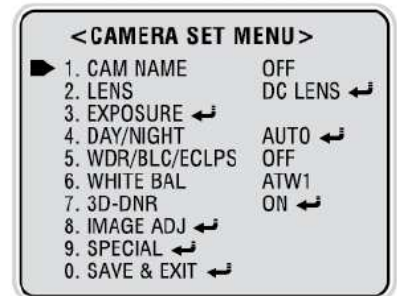 <CAMERA SET MENU>
1. CAM NAME OFF
2. LENS DC LENS ↵
3. EXPOSURE ↵
4. DAY/NIGHT AUTO ↵
5. WDR/BLC/ECLPS OFF
6. WHITE BAL ATW1
7. 3D-DNR ON ↵
8. IMAGE ADJ ↵
9. SPECIAL ↵
0. SAVE & EXIT ↵